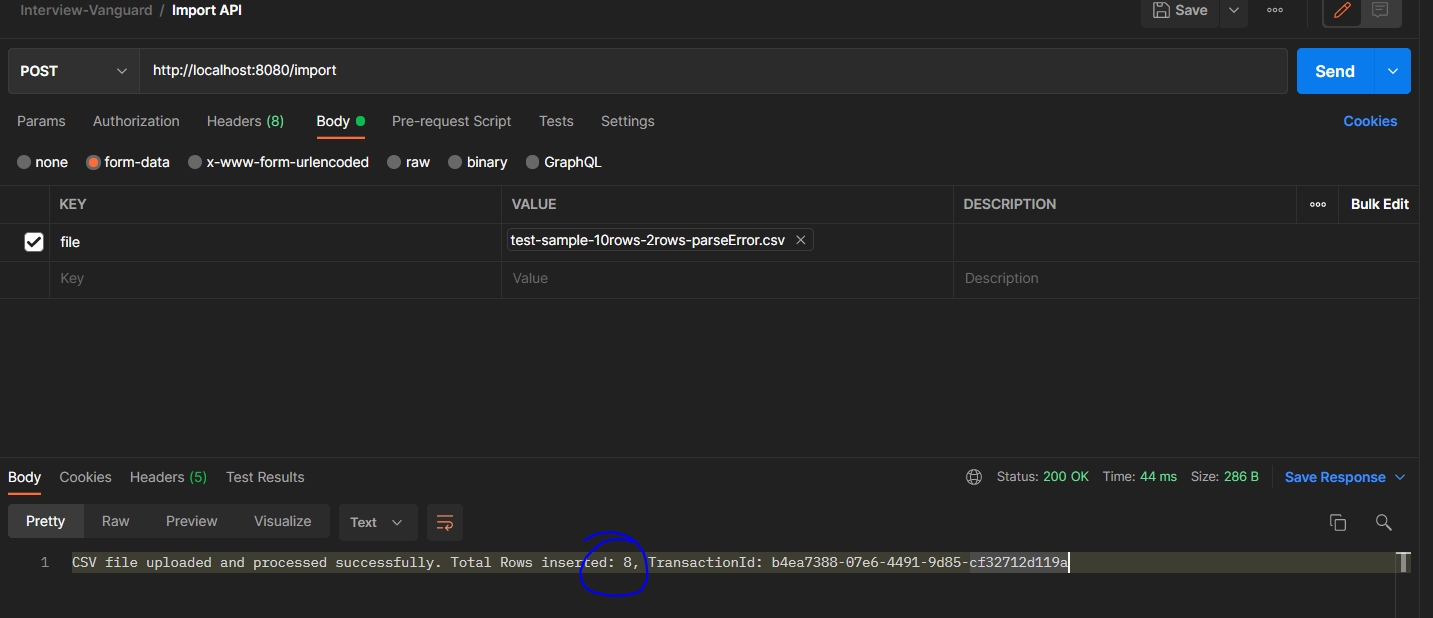 Interview-Vanguard / Import API
Save
POST
http://localhost:8080/import
Send
Params Authorization Headers (8) Body Pre-request Script Tests Settings Cookies
none form-data x-www-form-urlencoded raw binary GraphQL
KEY VALUE DESCRIPTION Bulk Edit
file test-sample-10rows-2rows-parseError.csv
Key Value Description
Body Cookies Headers (5) Test Results Status: 200 OK Time: 44 ms Size: 286 B Save Response
Pretty Raw Preview Visualize Text
1 CSV file uploaded and processed successfully. Total Rows inserted: 8, TransactionId: b4ea7388-07e6-4491-9d85-cf32712d119a